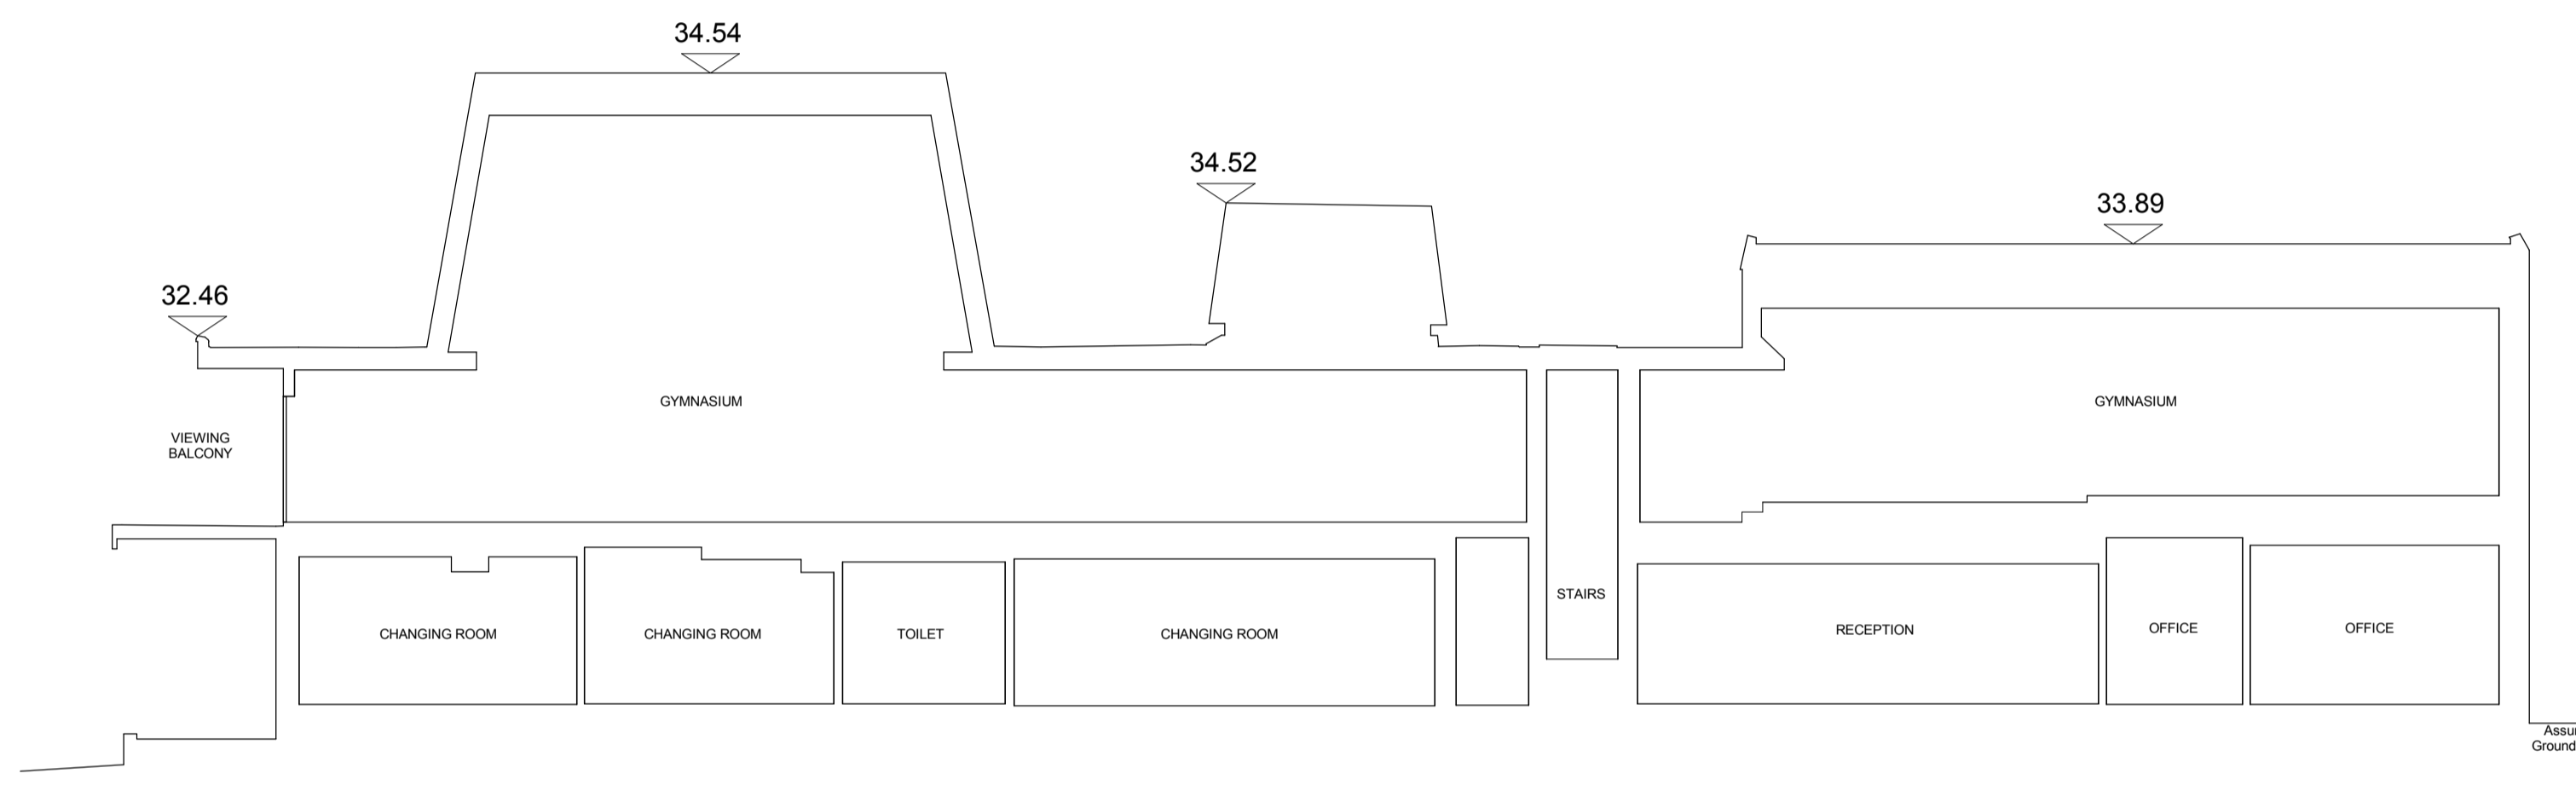 34.54
34.52
33.89
32.46
GYMNASIUM
GYMNASIUM
VIEWING
BALCONY
STAIRS
CHANGING ROOM
CHANGING ROOM
TOILET
CHANGING ROOM
RECEPTION
OFFICE
OFFICE
Ground